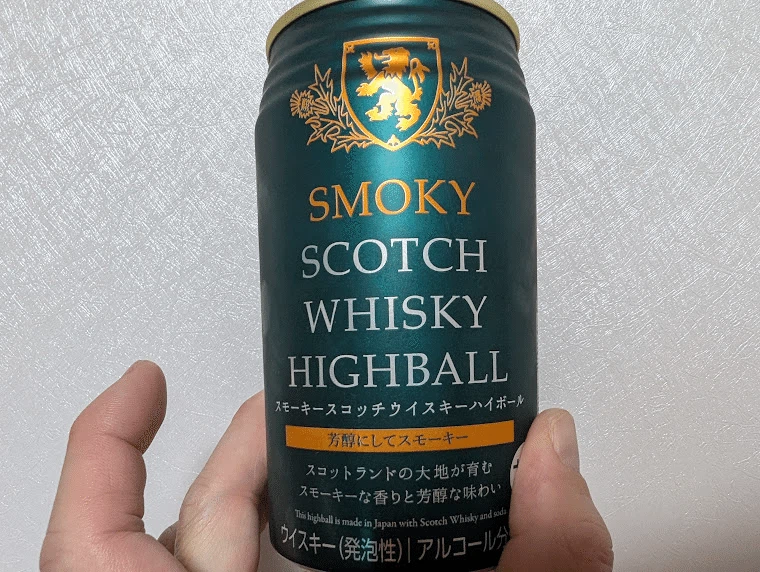 SMOKY
SCOTCH
WHISKY
HIGHBALL
スモーキースコッチウイスキーハイボール
芳醇にしてスモーキー
スコットランドの大地が育む
スモーキーな香りと芳醇な味わい
This highball is made in Japan with Scotch Whisky and soda.
ウイスキー(発泡性)|アルコール分